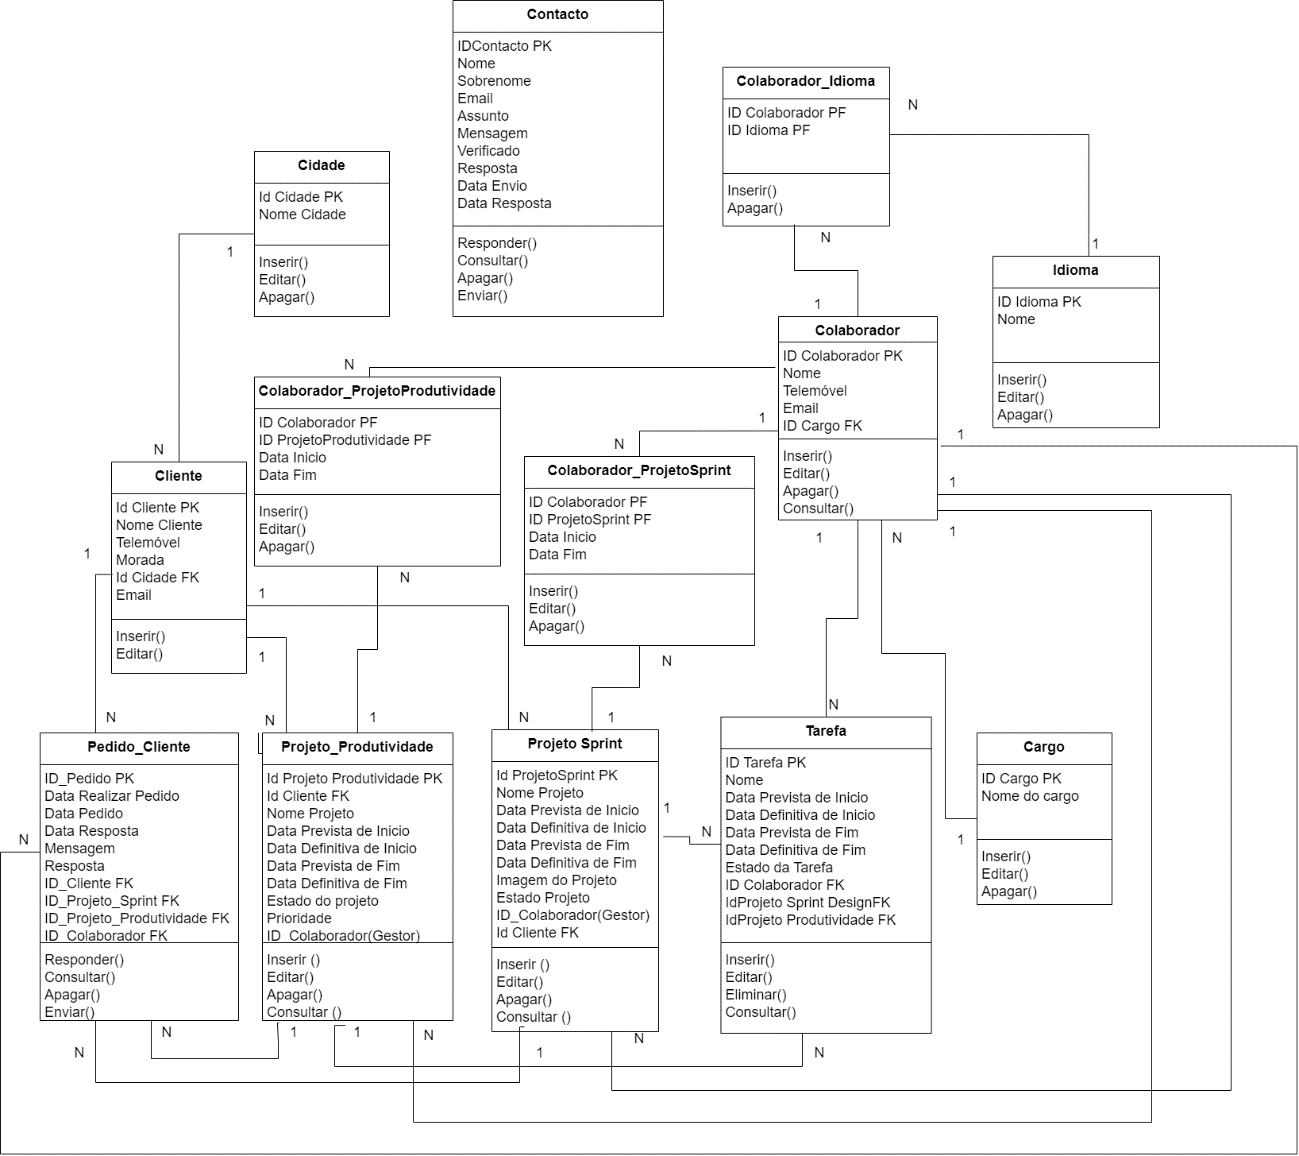 Contacto
IDContacto PK
Nome
Sobrenome
Email
Assunto
Mensagem
Verificado
Resposta
Data Envio
Data Resposta
Responder()
Consultar()
Apagar()
Enviar()
Colaborador_Idioma
ID Colaborador PF
ID Idioma PF
Inserir()
Apagar()
N
N
1
Cidade
Id Cidade PK
Nome Cidade
Inserir()
Editar()
Apagar()
1
N
Idioma
ID Idioma PK
Nome
Inserir()
Editar()
Apagar()
1
Colaborador
ID Colaborador PK
Nome
Telemóvel
Email
ID Cargo FK
Inserir()
Editar()
Apagar()
Consultar()
1
1
1
1
1
N
N
Colaborador_ProjetoProdutividade
ID Colaborador PF
ID ProjetoProdutividade PF
Data Inicio
Data Fim
Inserir()
Editar()
Apagar()
N
N
Colaborador_ProjetoSprint
ID Colaborador PF
ID ProjetoSprint PF
Data Inicio
Data Fim
Inserir()
Editar()
Apagar()
N
Cliente
Id Cliente PK
Nome Cliente
Telemóvel
Morada
Id Cidade FK
Email
Inserir()
Editar()
1
1
1
N
N
1
N
1
N
Pedido_Cliente
ID_Pedido PK
Data Realizar Pedido
Data Pedido
Data Resposta
Mensagem
Resposta
ID_Cliente FK
ID_Projeto_Sprint FK
ID_Projeto_Produtividade FK
ID_Colaborador FK
Responder()
Consultar()
Apagar()
Enviar()
N
N
N
Projeto_Produtividade
Id Projeto Produtividade PK
Id Cliente FK
Nome Projeto
Data Prevista de Inicio
Data Definitiva de Inicio
Data Prevista de Fim
Data Definitiva de Fim
Estado do projeto
Prioridade
ID_Colaborador(Gestor)
Inserir ()
Editar()
Apagar()
Consultar ()
1
1
N
Projeto Sprint
Id ProjetoSprint PK
Nome Projeto
Data Prevista de Inicio
Data Definitiva de Inicio
Data Prevista de Fim
Data Definitiva de Fim
Imagem do Projeto
Estado Projeto
ID_Colaborador(Gestor)
Id Cliente FK
Inserir ()
Editar()
Apagar()
Consultar ()
1
N
1
N
Tarefa
ID Tarefa PK
Nome
Data Prevista de Inicio
Data Definitiva de Inicio
Data Prevista de Fim
Data Definitiva de Fim
Estado da Tarefa
ID Colaborador FK
IdProjeto Sprint DesignFK
IdProjeto Produtividade FK
Inserir()
Editar()
Eliminar()
Consultar()
N
Cargo
ID Cargo PK
Nome do cargo
Inserir()
Editar()
Apagar()
1